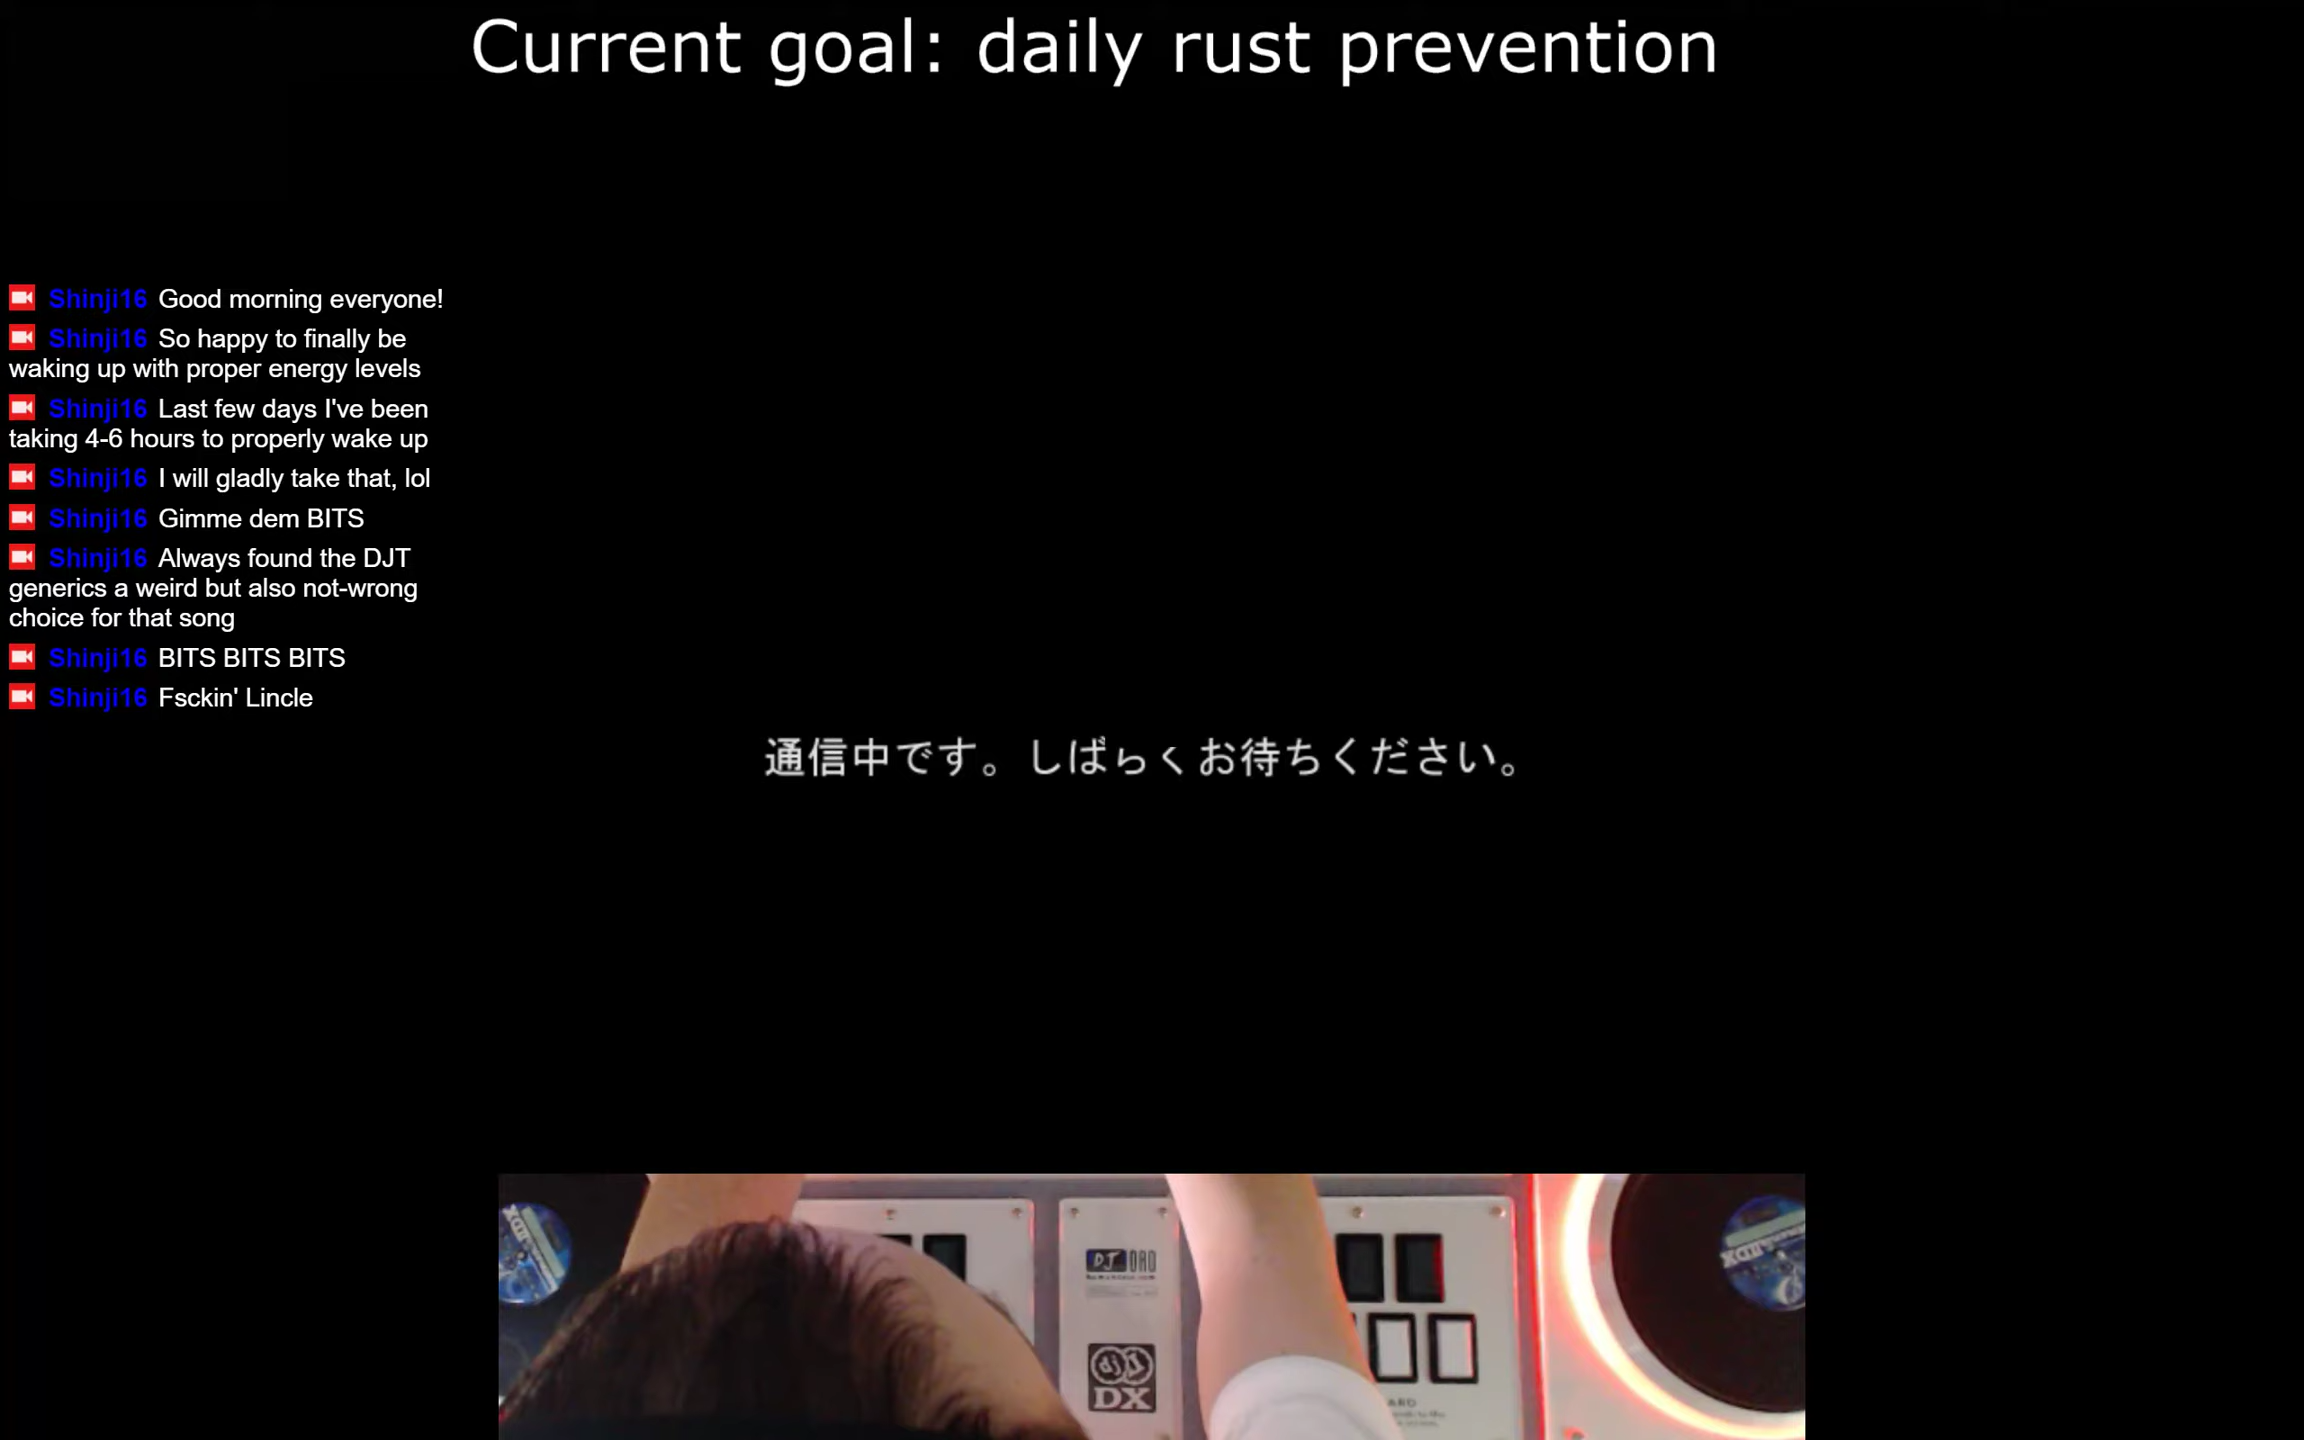 Current goal: daily rust prevention
Shinji16 Good morning everyone!
Shinji16 So happy to finally be
waking up with proper energy levels
Shinji16 Last few days I've been
taking 4-6 hours to properly wake up
Shinji16 I will gladly take that, lol
Shinji16 Gimme dem BITS
Shinji16 Always found the DJT
generics a weird but also not-wrong
choice for that song
Shinji16 BITS BITS BITS
Shinji16 Fsckin' Lincle
通信中です。しばらくお待ちください。
DJ DAO
DX